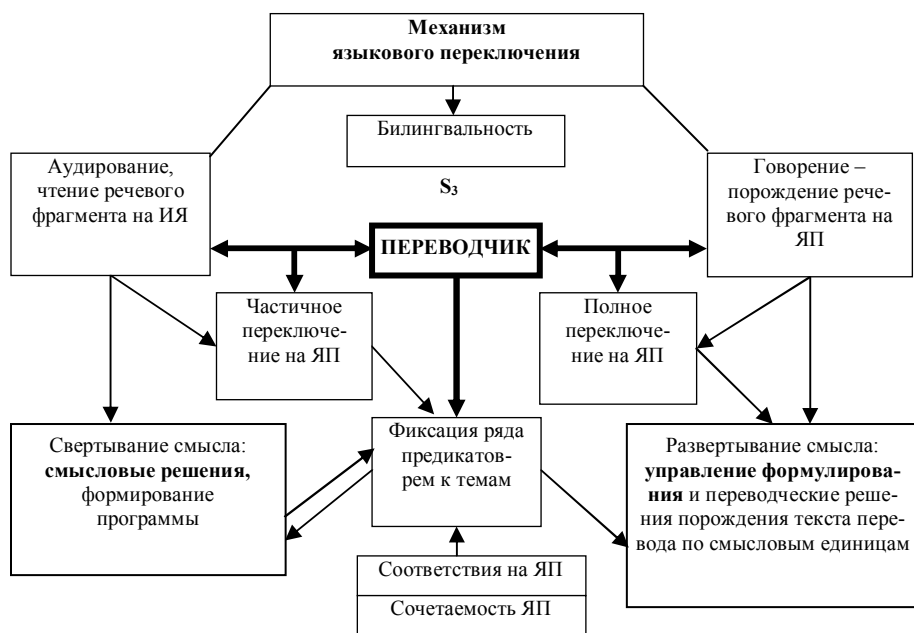 Механизм
языкового переключения
Билингвальность
Аудирование,
чтение речевого
фрагмента на ИЯ
S₃
Говорение –
порождение рече-
вого фрагмента на
ЯП
ПЕРЕВОДЧИК
Частичное
переключе-
ние на ЯП
Полное
переключе-
ние на ЯП
Свертывание смысла:
смысловые решения,
формирование
программы
Фиксация ряда
предикатов-
рем к темам
Развертывание смысла:
управление формулирова-
ния и переводческие реше-
ния порождения текста пере-
вода по смысловым единицам
Соответствия на ЯП
Сочетаемость ЯП